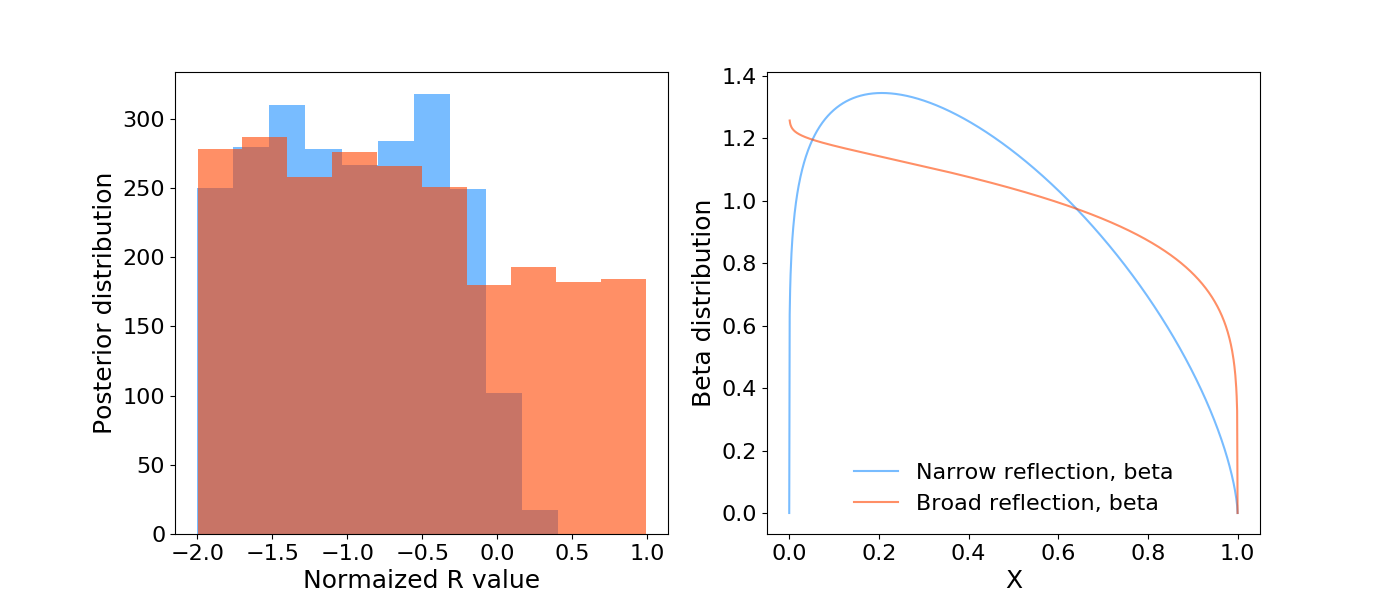 Posterior distribution
300
250
200
150
100
50
0
−2.0 −1.5 −1.0 −0.5 0.0 0.5 1.0
Normaized R value
Beta distribution
1.4
1.2
1.0
0.8
0.6
0.4
0.2
0.0
Narrow reflection, beta
Broad reflection, beta
0.0 0.2 0.4 0.6 0.8 1.0
X